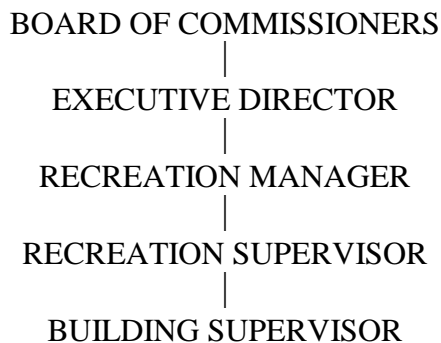 BOARD OF COMMISSIONERS
EXECUTIVE DIRECTOR
RECREATION MANAGER
RECREATION SUPERVISOR
BUILDING SUPERVISOR